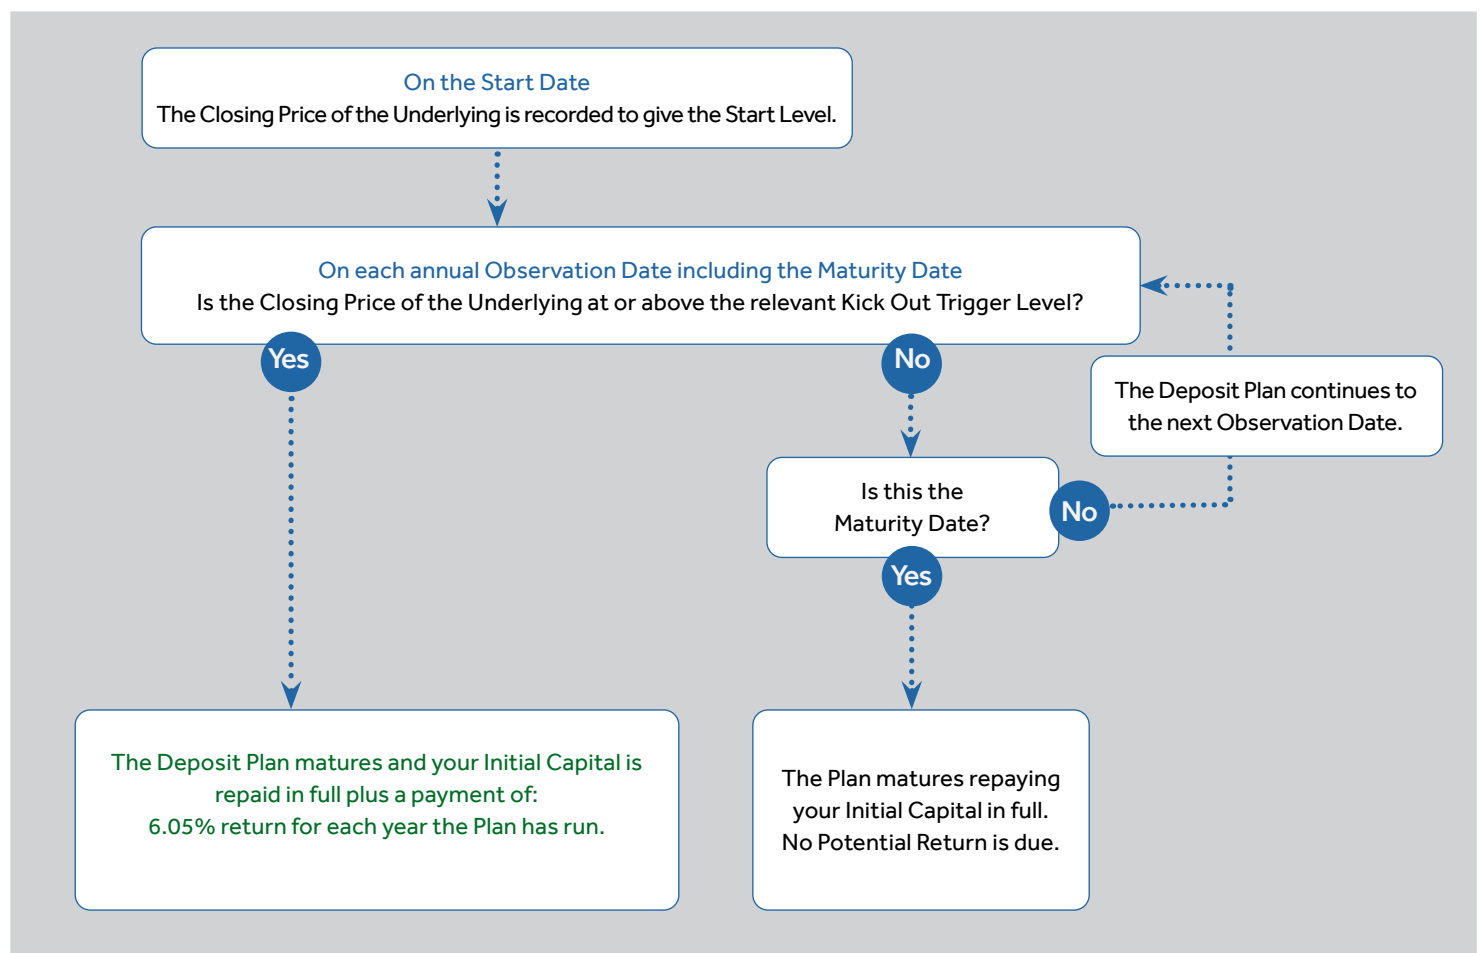 On the Start Date
The Closing Price of the Underlying is recorded to give the Start Level.
On each annual Observation Date including the Maturity Date
Is the Closing Price of the Underlying at or above the relevant Kick Out Trigger Level?
Yes
No
The Deposit Plan continues to
the next Observation Date.
Is this the
Maturity Date?
No
Yes
The Deposit Plan matures and your Initial Capital is
repaid in full plus a payment of:
6.05% return for each year the Plan has run.
The Plan matures repaying
your Initial Capital in full.
No Potential Return is due.